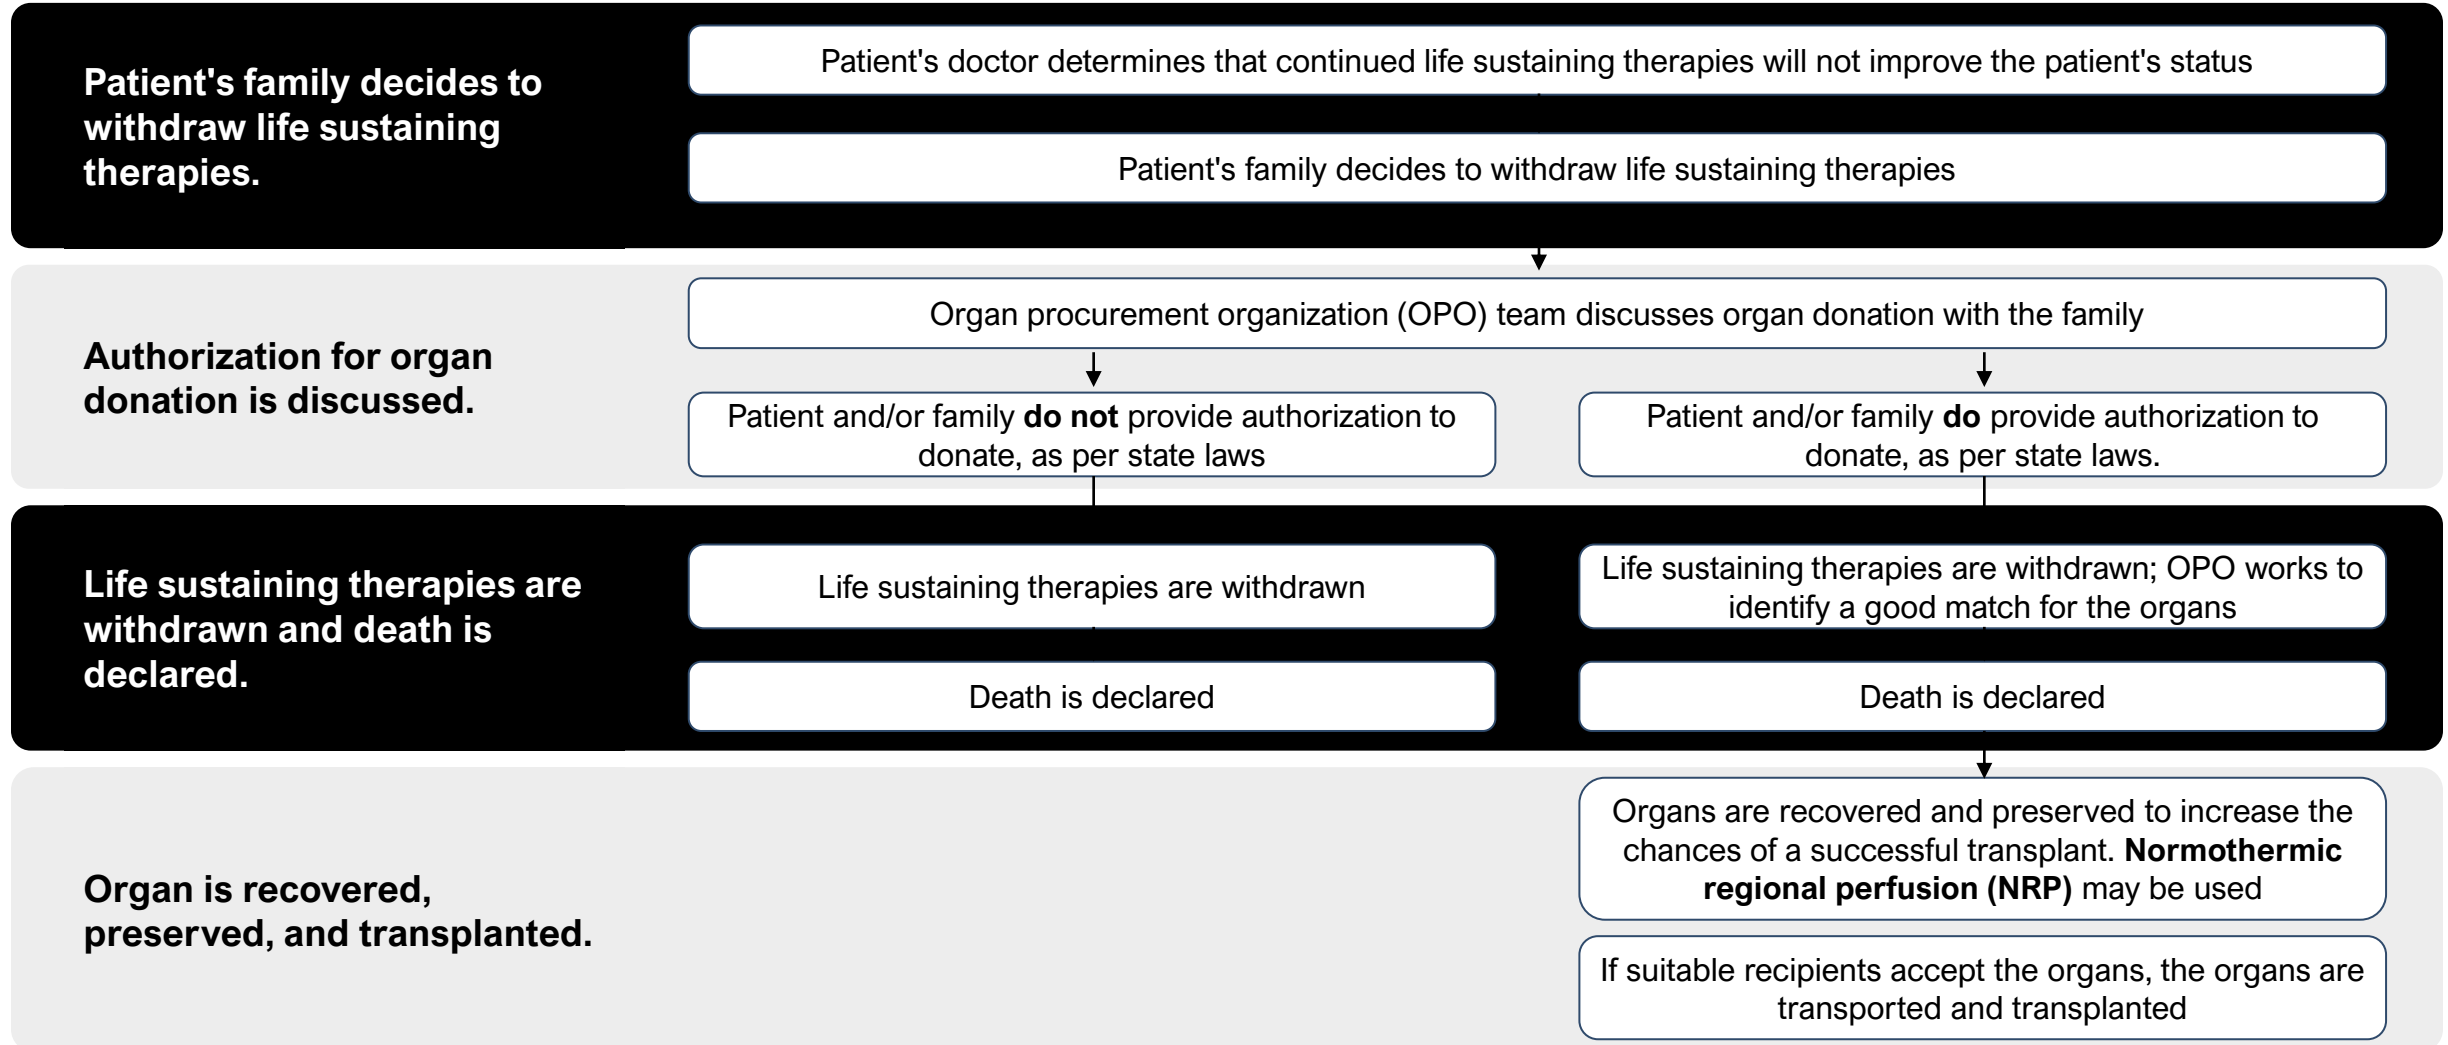 Patient's family decides to
withdraw life sustaining
therapies.
Patient's doctor determines that continued life sustaining therapies will not improve the patient's status
Patient's family decides to withdraw life sustaining therapies
Authorization for organ
donation is discussed.
Organ procurement organization (OPO) team discusses organ donation with the family
Patient and/or family do not provide authorization to
donate, as per state laws
Patient and/or family do provide authorization to
donate, as per state laws.
Life sustaining therapies are
withdrawn and death is
declared.
Life sustaining therapies are withdrawn
Life sustaining therapies are withdrawn; OPO works to
identify a good match for the organs
Death is declared
Death is declared
Organ is recovered,
preserved, and transplanted.
Organs are recovered and preserved to increase the
chances of a successful transplant. Normothermic
regional perfusion (NRP) may be used
If suitable recipients accept the organs, the organs are
transported and transplanted